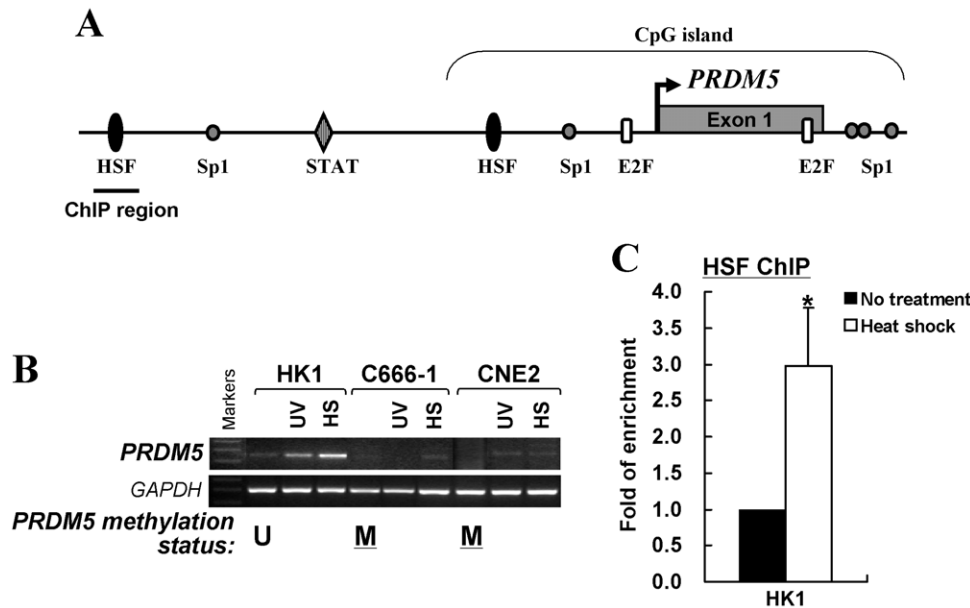 A
CpG island
PRDM5
Exon 1
HSF Sp1 STAT HSF Sp1 E2F E2F Sp1
ChIP region
B
Markers
HK1 C666-1 CNE2
UV HS UV HS UV HS
PRDM5
GAPDH
PRDM5 methylation
status: U M M
C
HSF ChIP
No treatment
Heat shock
Fold of enrichment
4.0
3.5
3.0
2.5
2.0
1.5
1.0
0.5
0.0
*
HK1